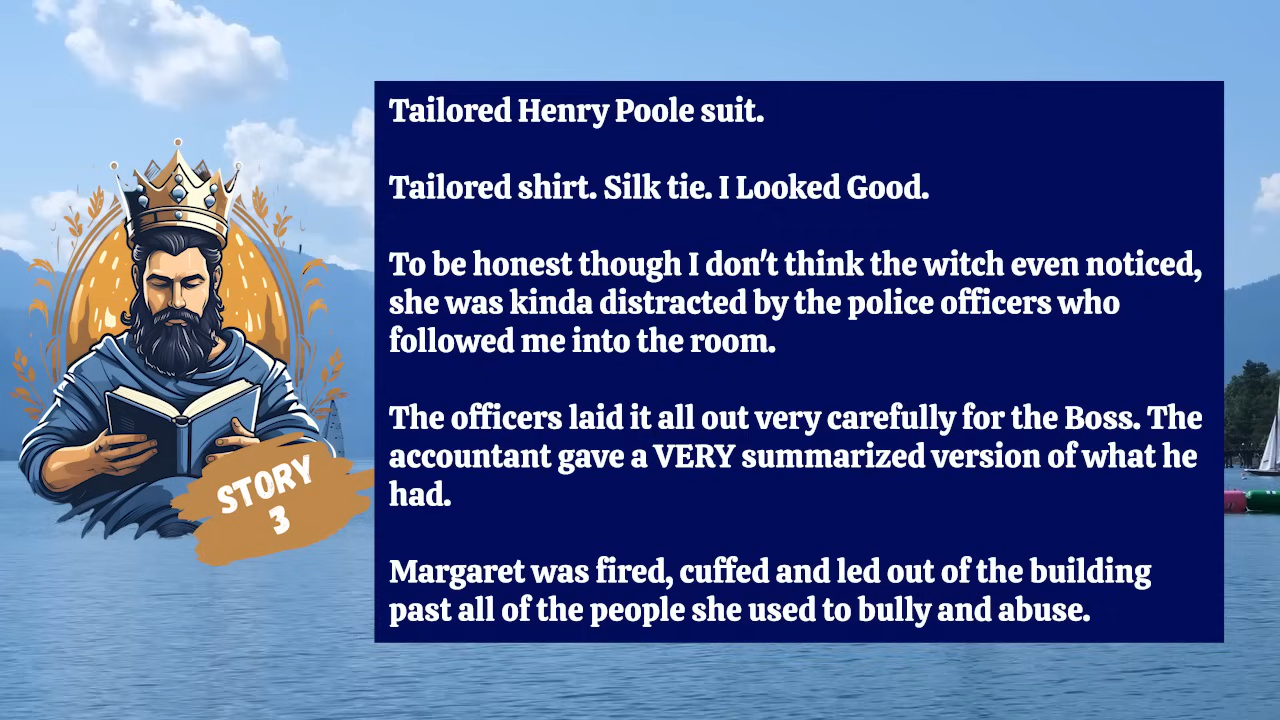 Tailored Henry Poole suit.
Tailored shirt. Silk tie. I Looked Good.
To be honest though I don't think the witch even noticed,
she was kinda distracted by the police officers who
followed me into the room.
The officers laid it all out very carefully for the Boss. The
accountant gave a VERY summarized version of what he
had.
Margaret was fired, cuffed and led out of the building
past all of the people she used to bully and abuse.
STORY
3